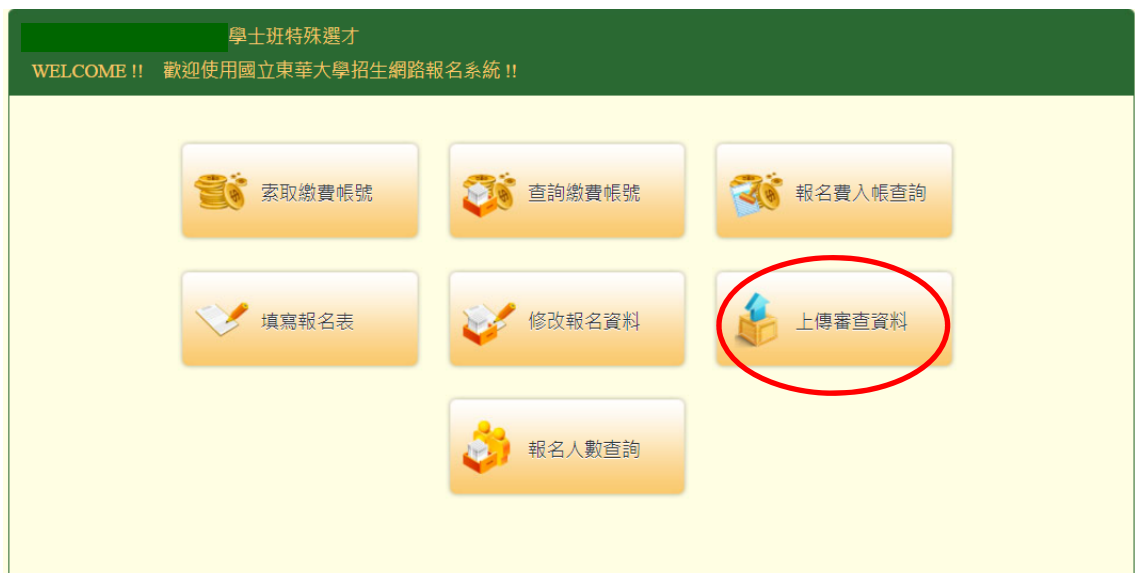 學士班特殊選才
WELCOME !! 歡迎使用國立東華大學招生網路報名系統 !!
索取繳費帳號
查詢繳費帳號
報名費入帳查詢
填寫報名表
修改報名資料
上傳審查資料
報名人數查詢